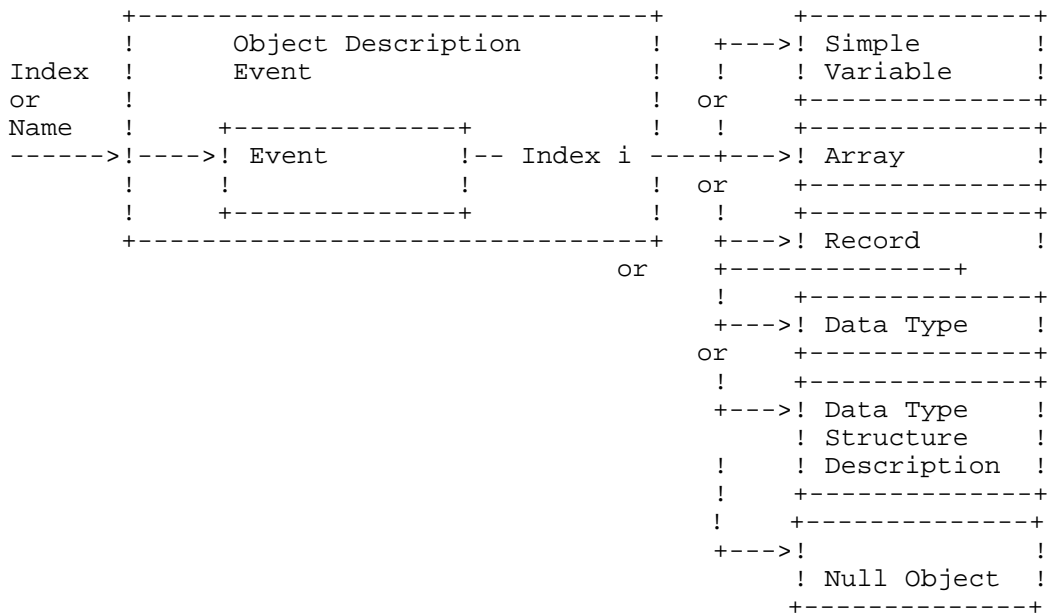 +-------------------------------+        +--------------+
!      Object Description       !   +--->! Simple       !
Index  !      Event                    !   !    ! Variable     !
or     !                               !  or    +--------------+
Name   !     +--------------+          !   !    +--------------+
------>!---->! Event        !-- Index i ----+--->! Array        !
!     !              !          !  or    +--------------+
!     +--------------+          !   !    +--------------+
+-------------------------------+   +--->! Record       !
or    +--------------+
!    +--------------+
+--->! Data Type    !
or    +--------------+
!    +--------------+
+--->! Data Type    !
! Structure    !
!    ! Description  !
!    +--------------+
!    +--------------+
+--->!              !
! Null Object  !
+--------------+